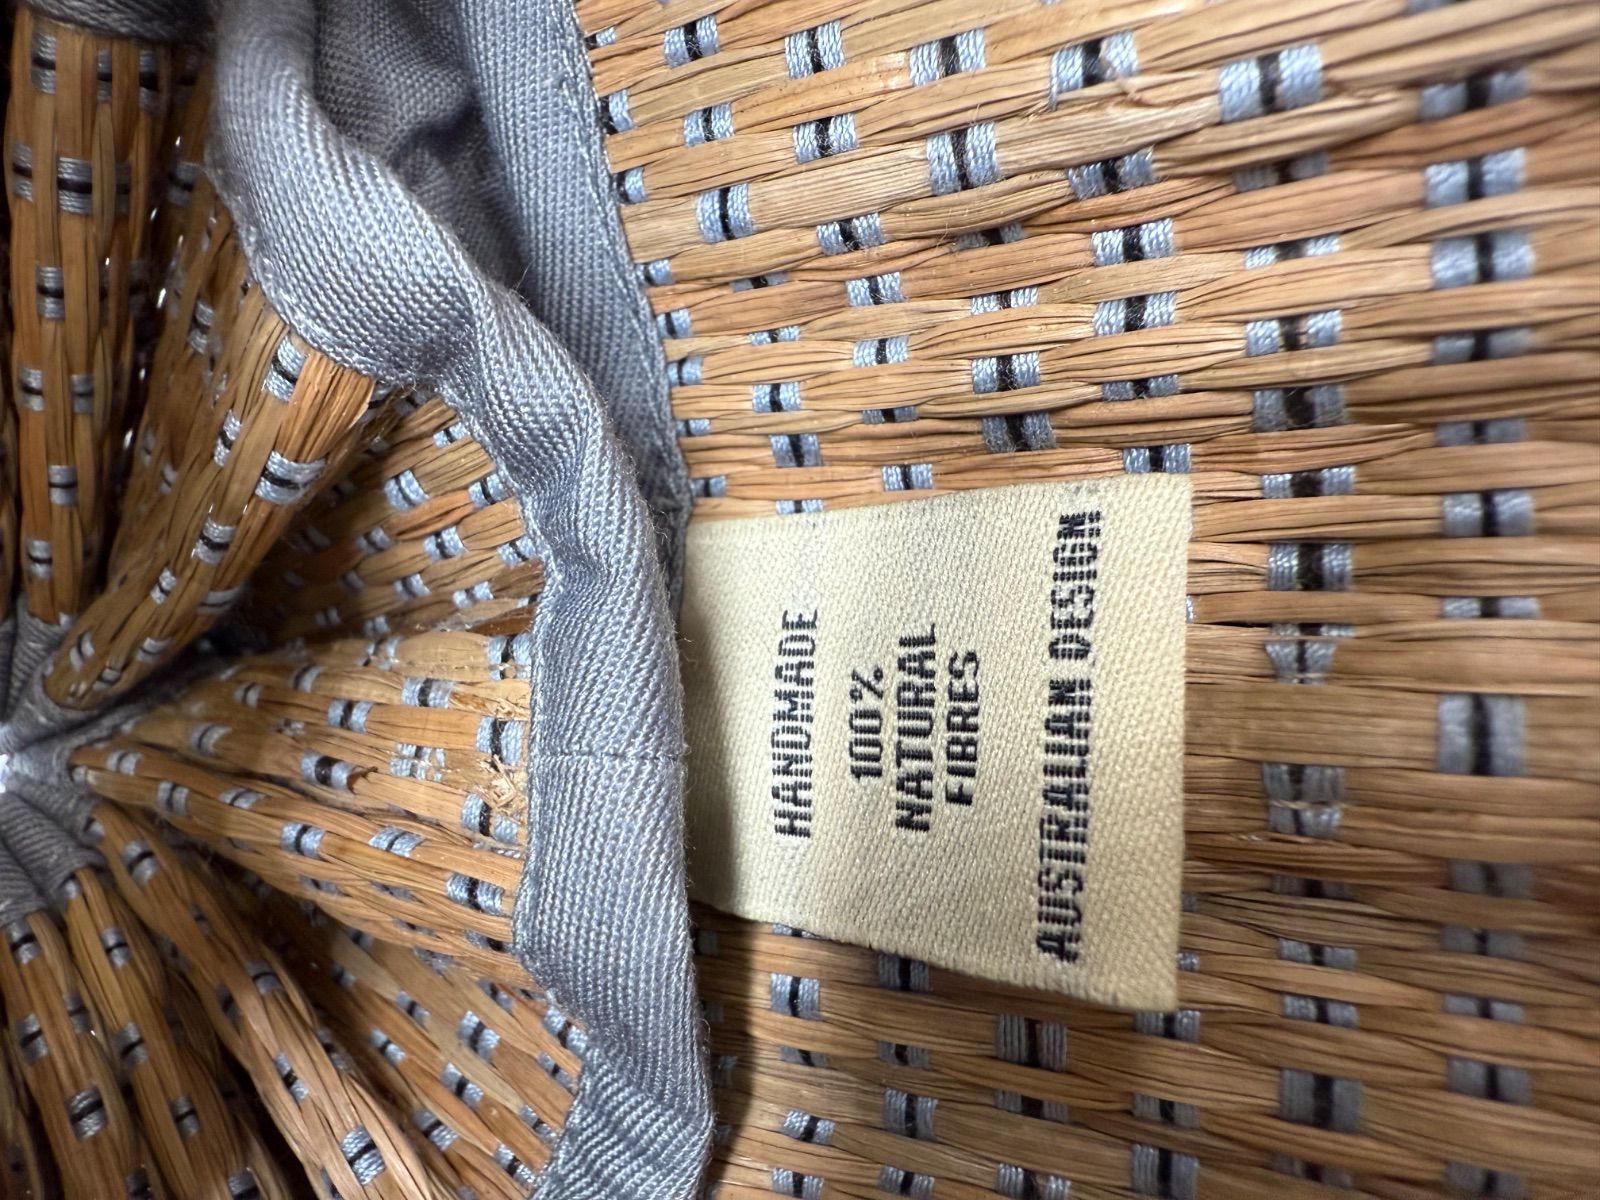 HANDMADE
100%
NATURAL
FIBRES
AUSTRALIAN DESIGN